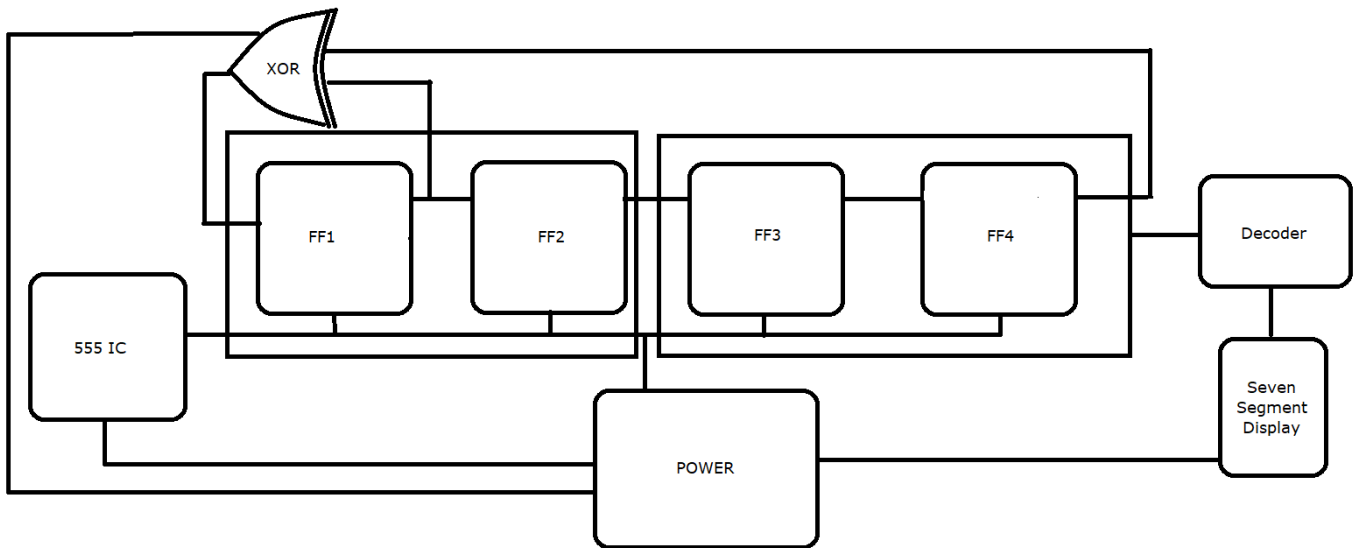 XOR
FF1
FF2
FF3
FF4
Decoder
555 IC
Seven
Segment
Display
POWER